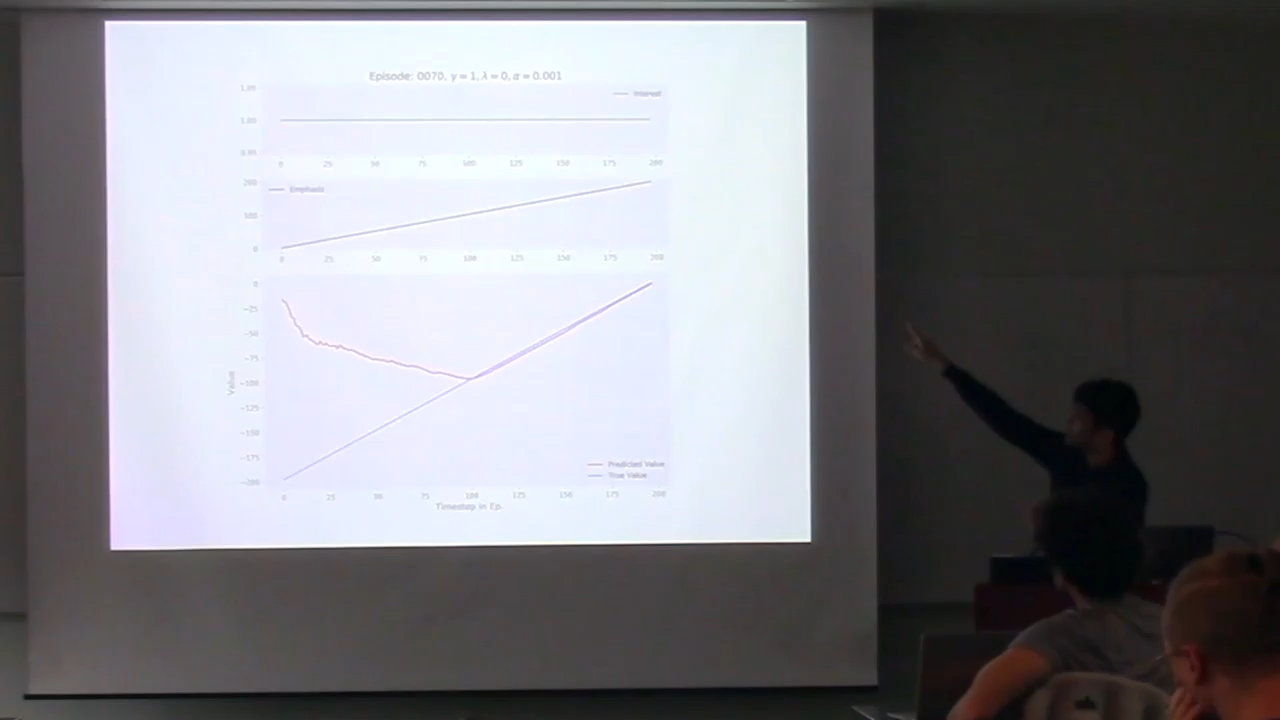 Episode: 0070, γ = 1, λ = 0, α = 0.001
1.05
1.00
0.95
Interest
0 25 50 75 100 125 150 175 200
200
100
0
Emphasis
0 25 50 75 100 125 150 175 200
0
−25
−50
−75
−100
−125
−150
−175
−200
Value
Predicted Value
True Value
0 25 50 75 100 125 150 175 200
Timestep in Ep.